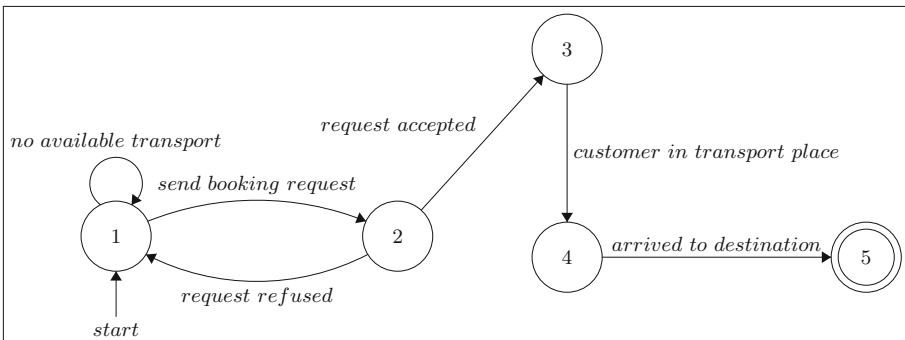 3
request accepted
no available transport
customer in transport place
send booking request
1
2
4
arrived to destination
5
request refused
start